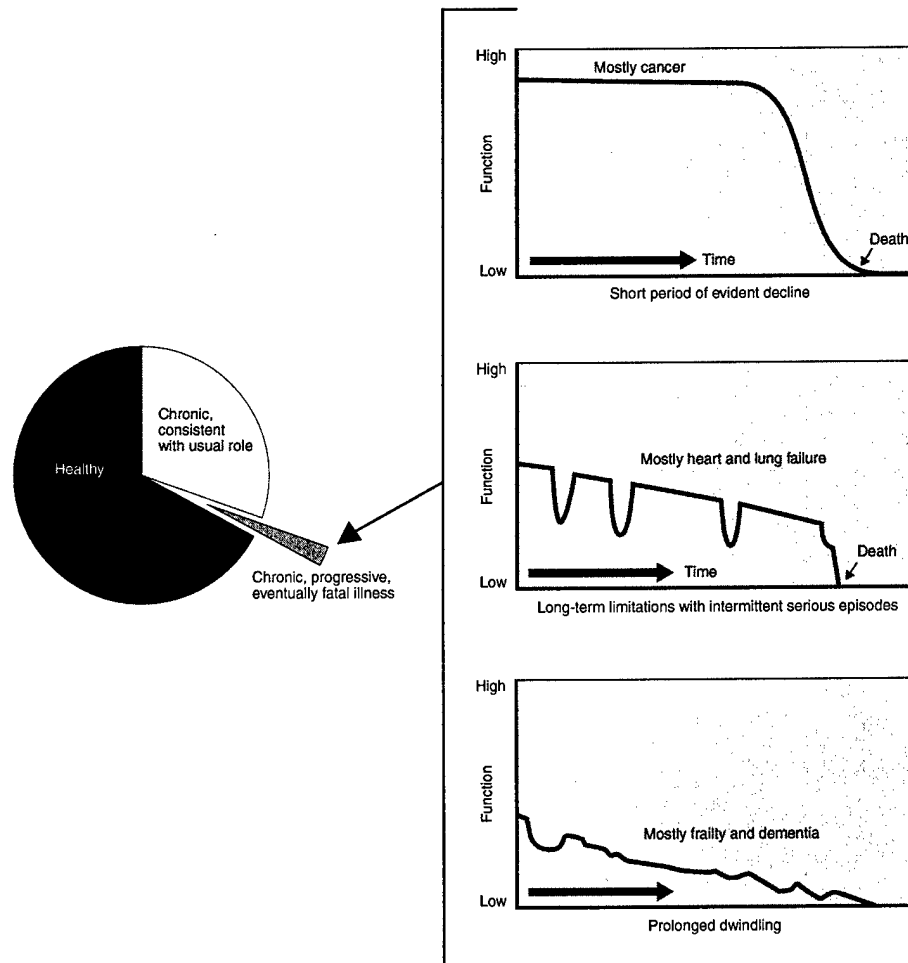 Healthy
Chronic,
consistent
with usual role
Chronic, progressive,
eventually fatal illness
High
Mostly cancer
Function
Death
Time
Low
Short period of evident decline
High
Mostly heart and lung failure
Function
Death
Time
Low
Long-term limitations with intermittent serious episodes
High
Function
Mostly frailty and dementia
Low
Prolonged dwindling